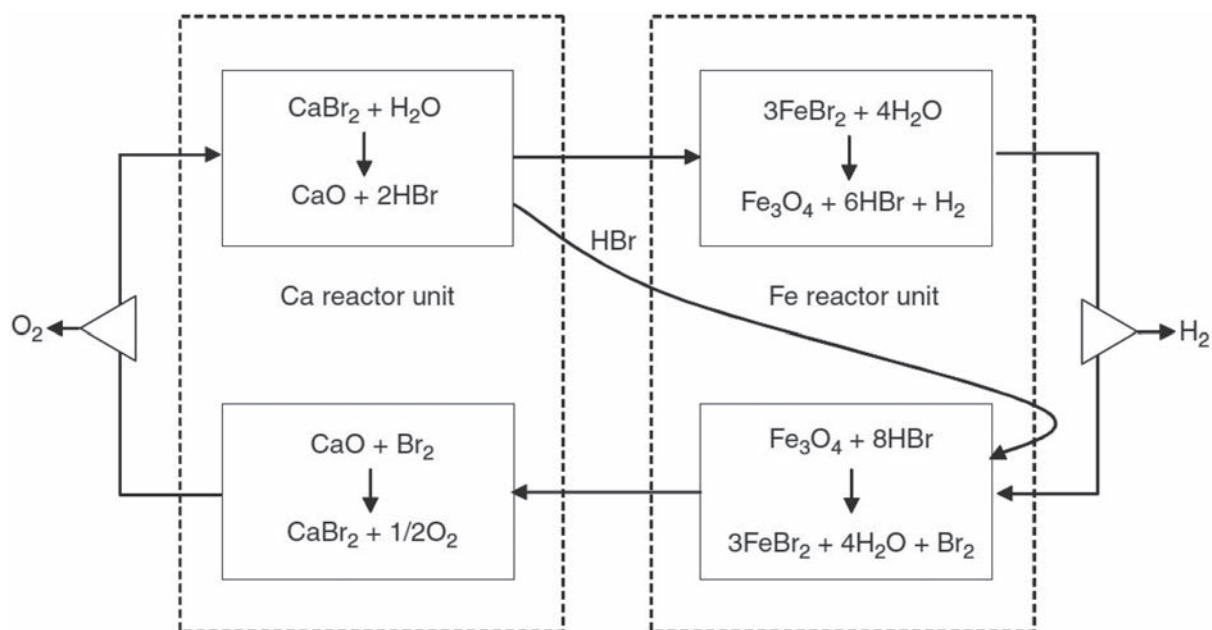 CaBr₂ + H₂O
CaO + 2HBr
3FeBr₂ + 4H₂O
Fe₃O₄ + 6HBr + H₂
HBr
Ca reactor unit
Fe reactor unit
O₂
H₂
CaO + Br₂
CaBr₂ + 1/2O₂
Fe₃O₄ + 8HBr
3FeBr₂ + 4H₂O + Br₂